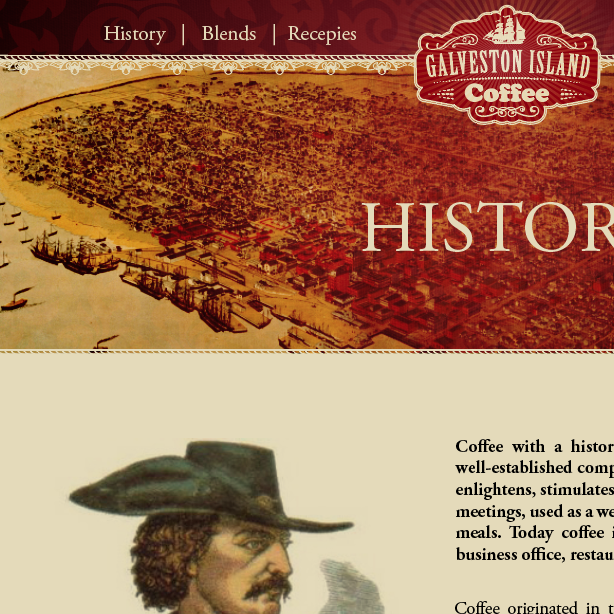 History | Blends | Recepies
GALVESTON ISLAND
Coffee
HISTOR
Coffee with a histor
well-established comp
enlightens, stimulates
meetings, used as a we
meals. Today coffee i
business office, restau
Coffee originated in t